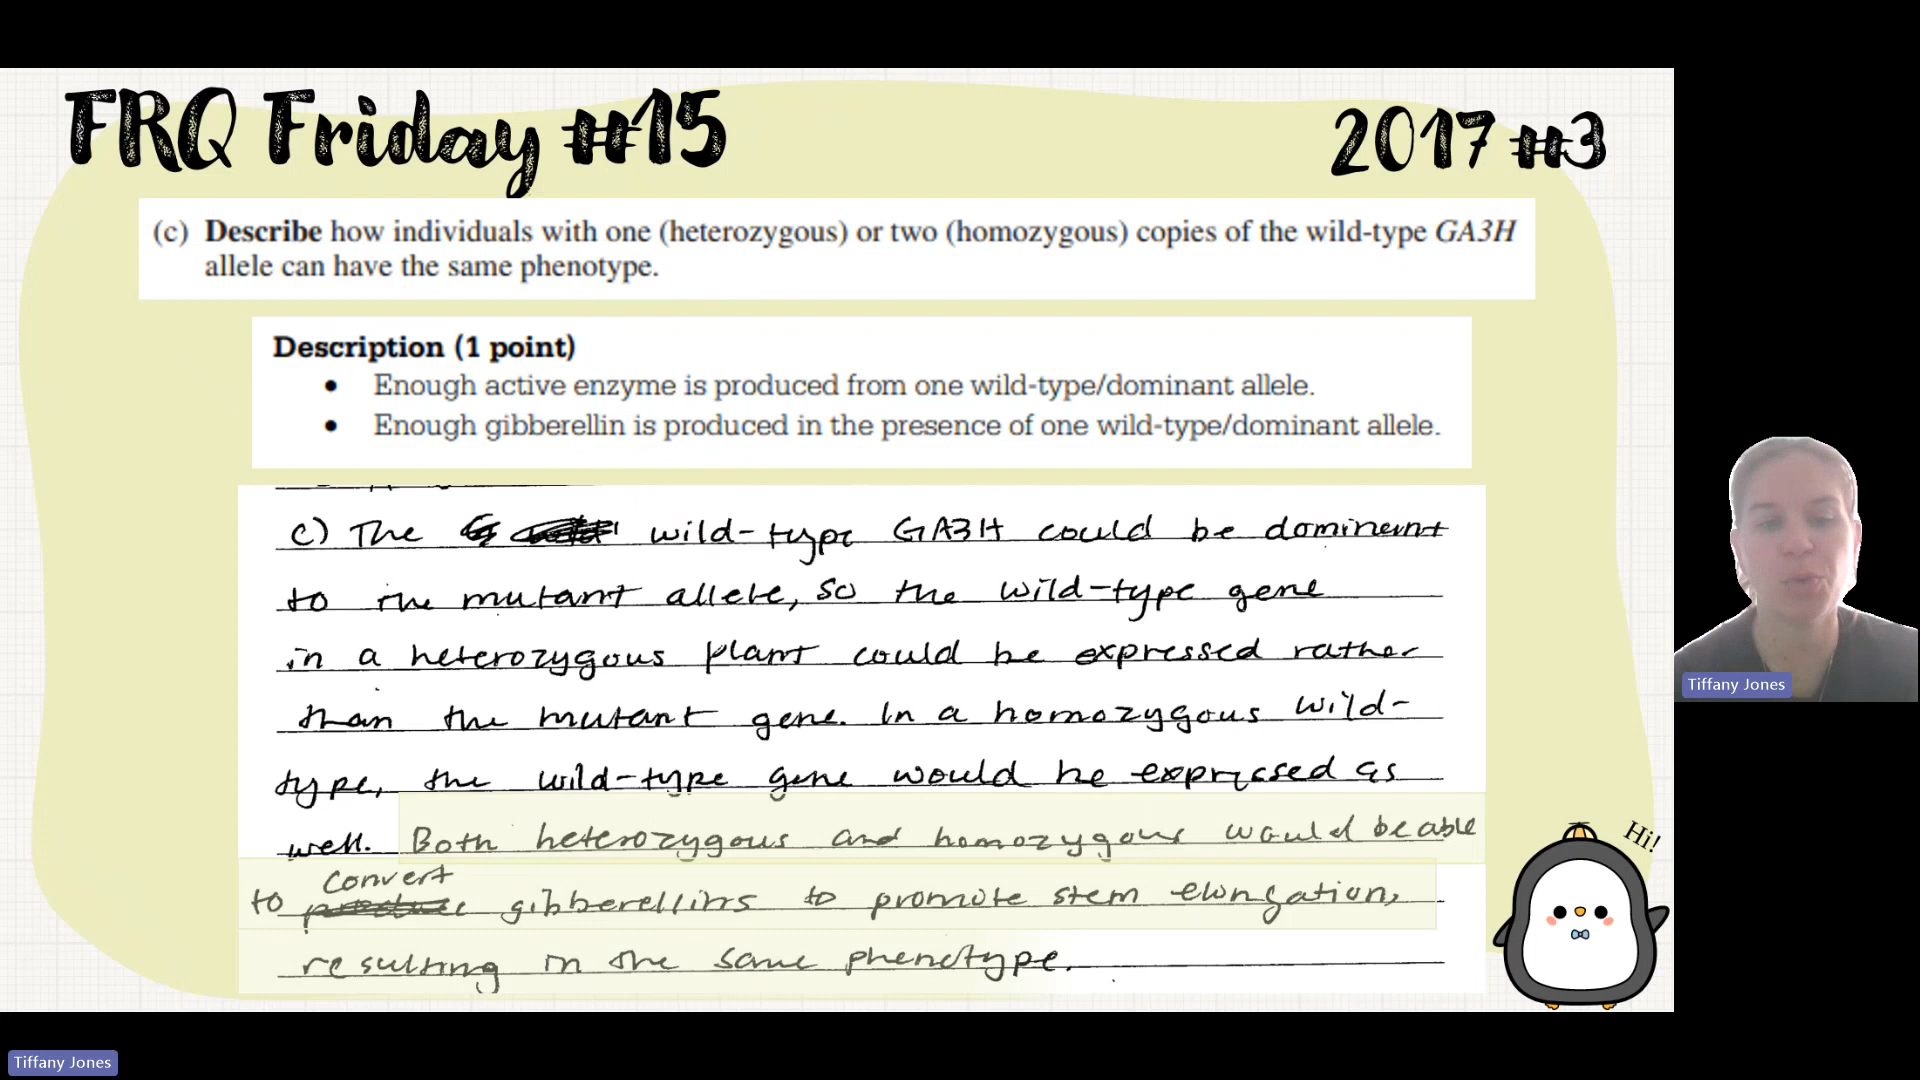 FRQ Friday #15
2017 #3
(c) Describe how individuals with one (heterozygous) or two (homozygous) copies of the wild-type GA3H
allele can have the same phenotype.
Description (1 point)
• Enough active enzyme is produced from one wild-type/dominant allele.
• Enough gibberellin is produced in the presence of one wild-type/dominant allele.
c) The wild-type GA3H could be dominant
to the mutant allele, so the wild-type gene
in a heterozygous plant could be expressed rather
than the mutant gene. In a homozygous wild-
type, the wild-type gene would be expressed as
well. Both heterozygous and homozygous would be able
to convert gibberellins to promote stem elongation,
resulting in the same phenotype.
Hi!
Tiffany Jones
Tiffany Jones